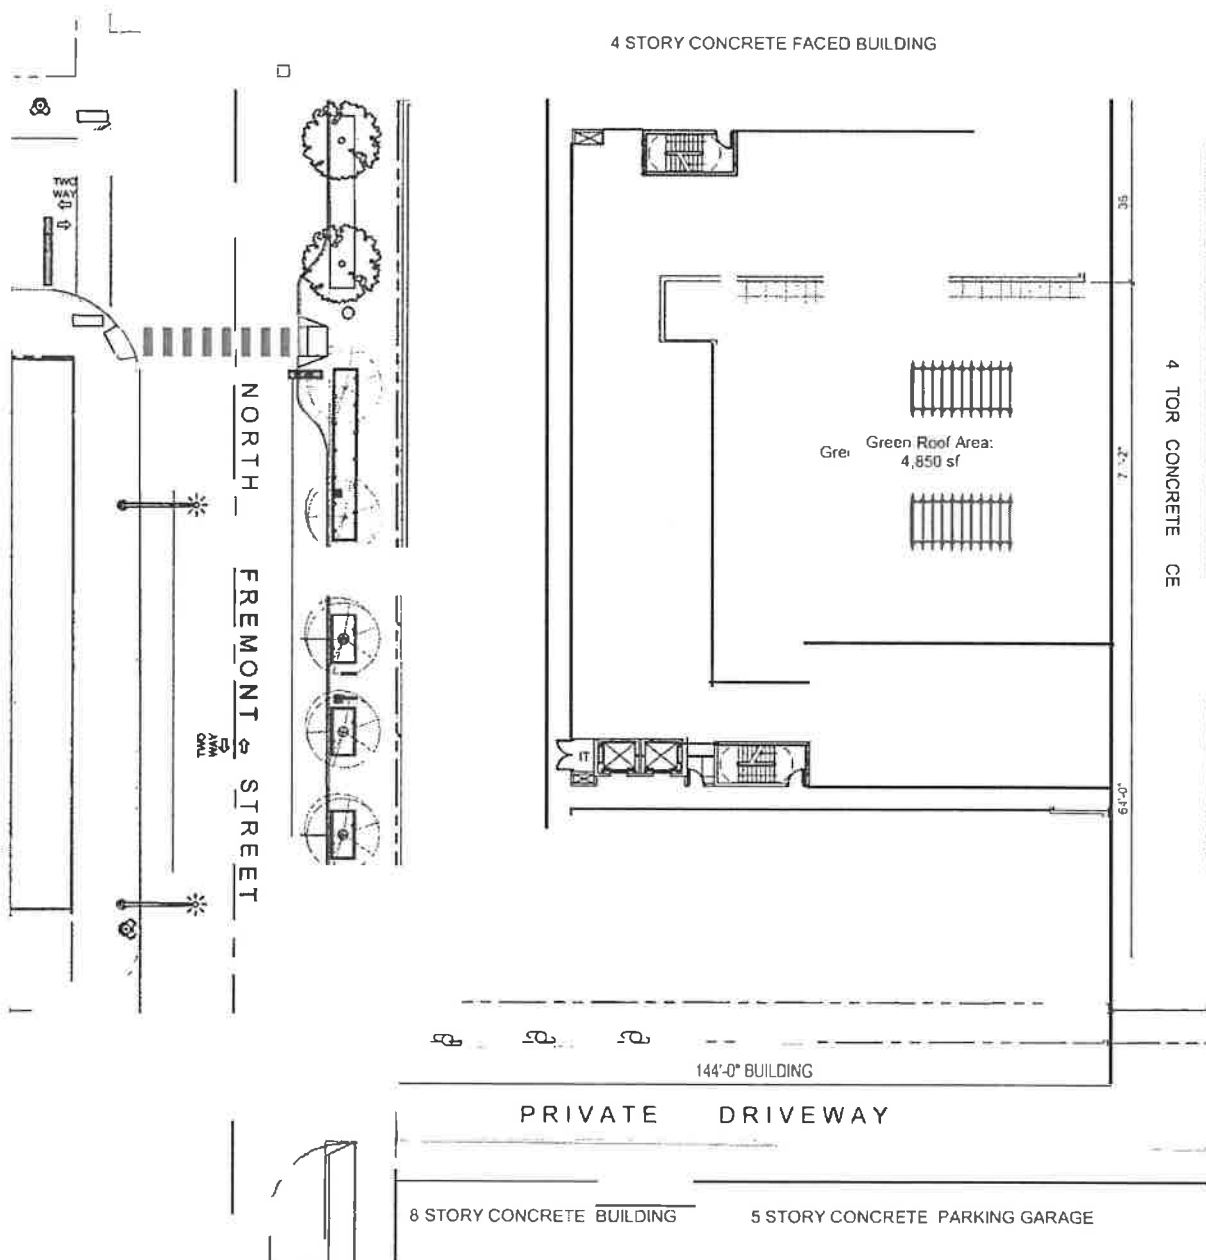 4 STORY CONCRETE FACED BUILDING
TWO
WAY
36
NORTH FREMONT STREET
Green Roof Area:
4,850 sf
4 TOR CONCRETE CE
TWO
WAY
IT
64'-0"
144'-0" BUILDING
PRIVATE DRIVEWAY
8 STORY CONCRETE BUILDING
5 STORY CONCRETE PARKING GARAGE